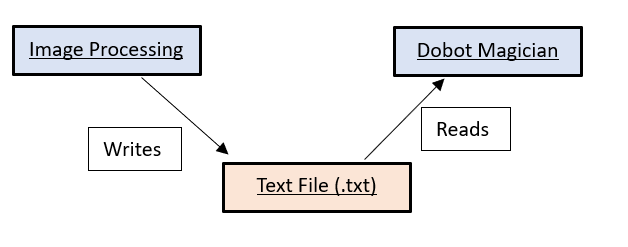 Image Processing
Dobot Magician
Writes
Reads
Text File (.txt)